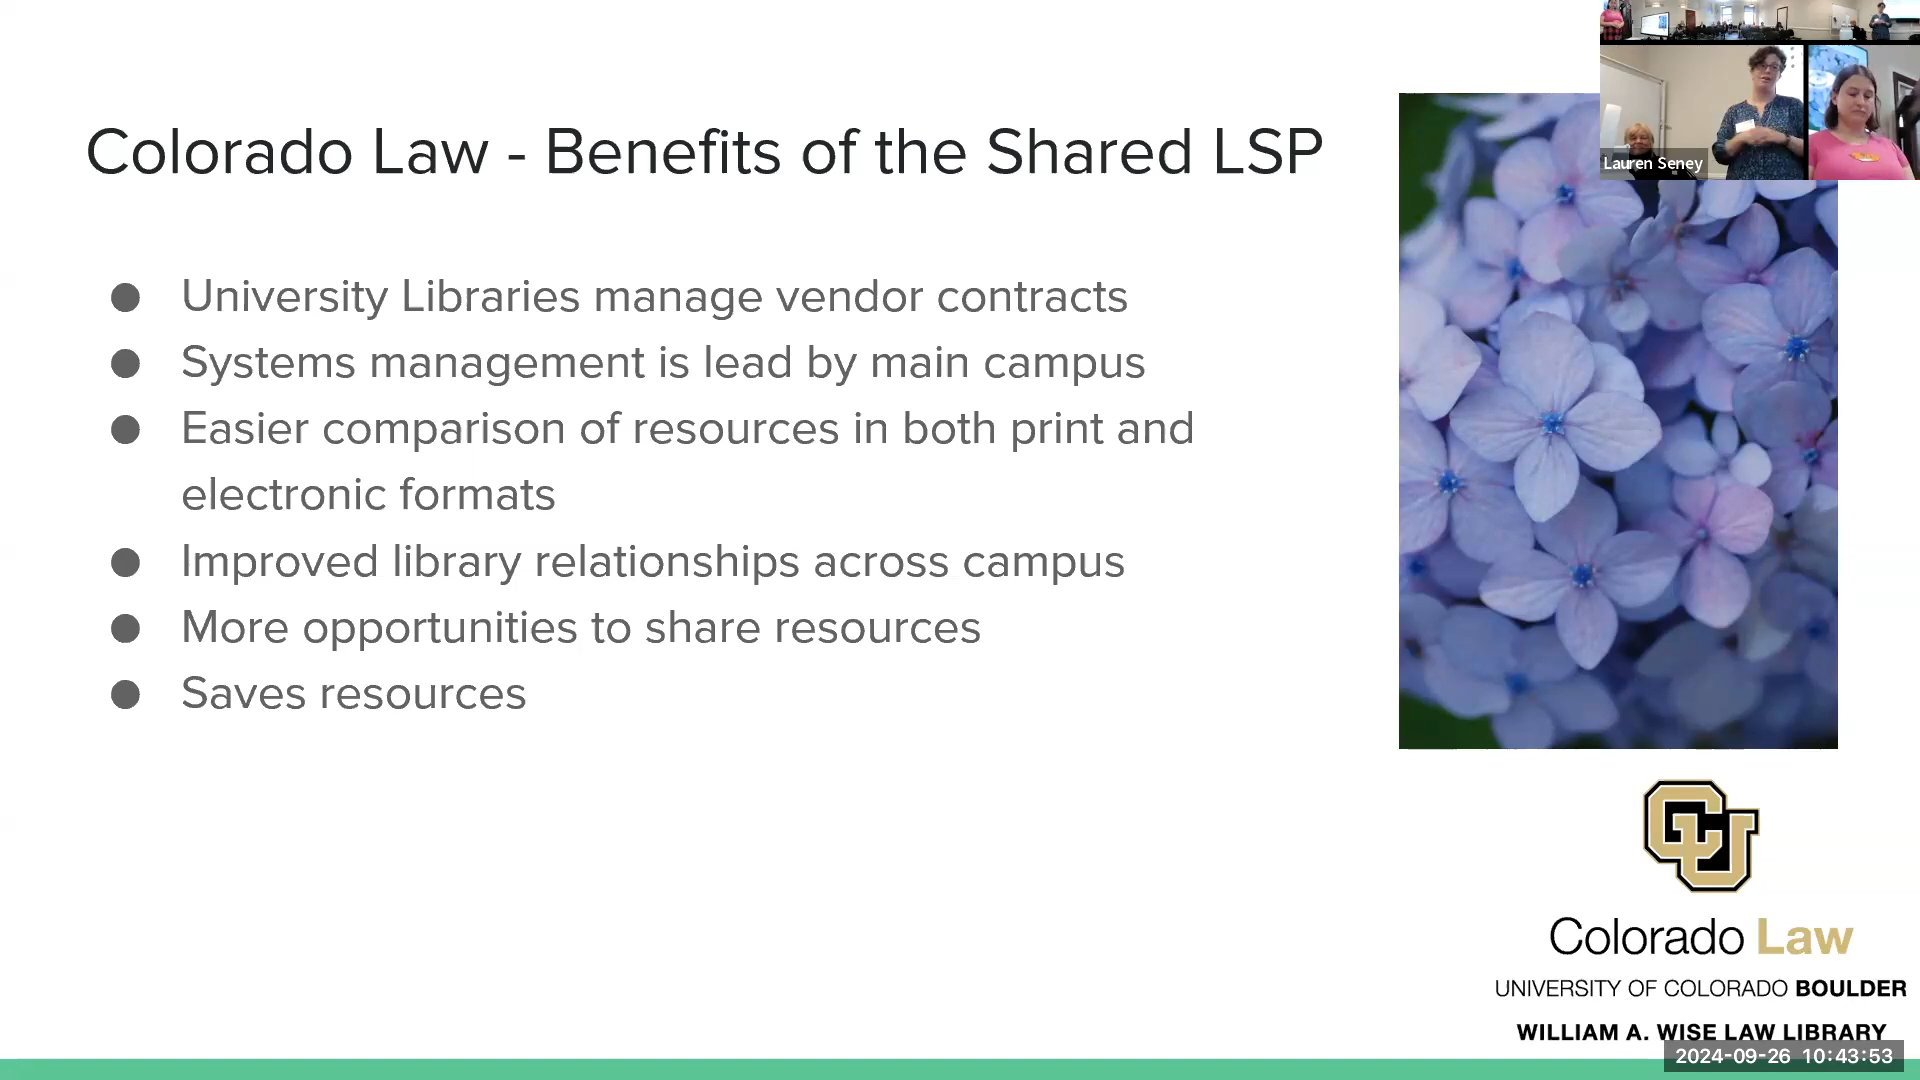 Colorado Law - Benefits of the Shared LSP
Lauren Seney
● University Libraries manage vendor contracts
● Systems management is lead by main campus
● Easier comparison of resources in both print and
electronic formats
● Improved library relationships across campus
● More opportunities to share resources
● Saves resources
CU
Colorado Law
UNIVERSITY OF COLORADO BOULDER
WILLIAM A. WISE LAW LIBRARY
2024-09-26 10:43:53